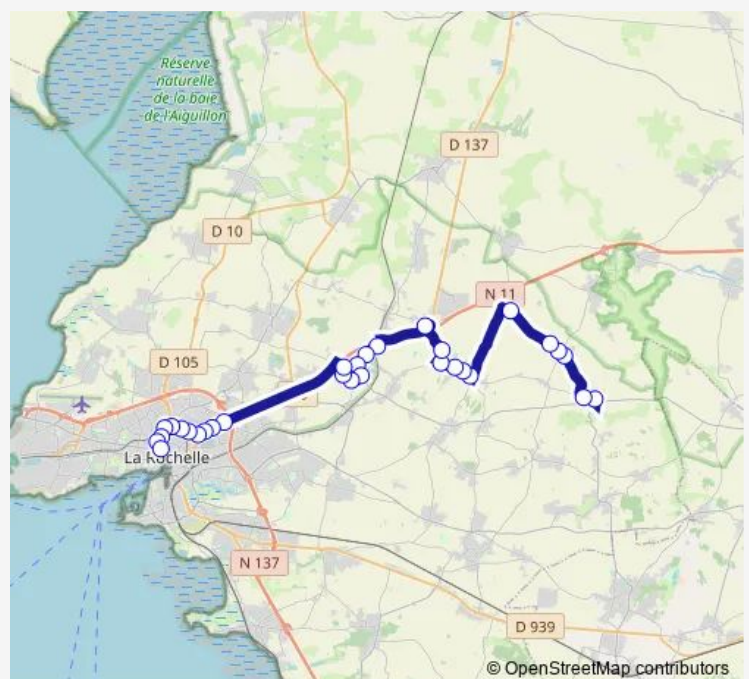 Réserve
naturelle
de la baie
de l'Aiguillon
D 137
D 10
N 11
D 105
La Rochelle
N 137
D 939
© OpenStreetMap contributors